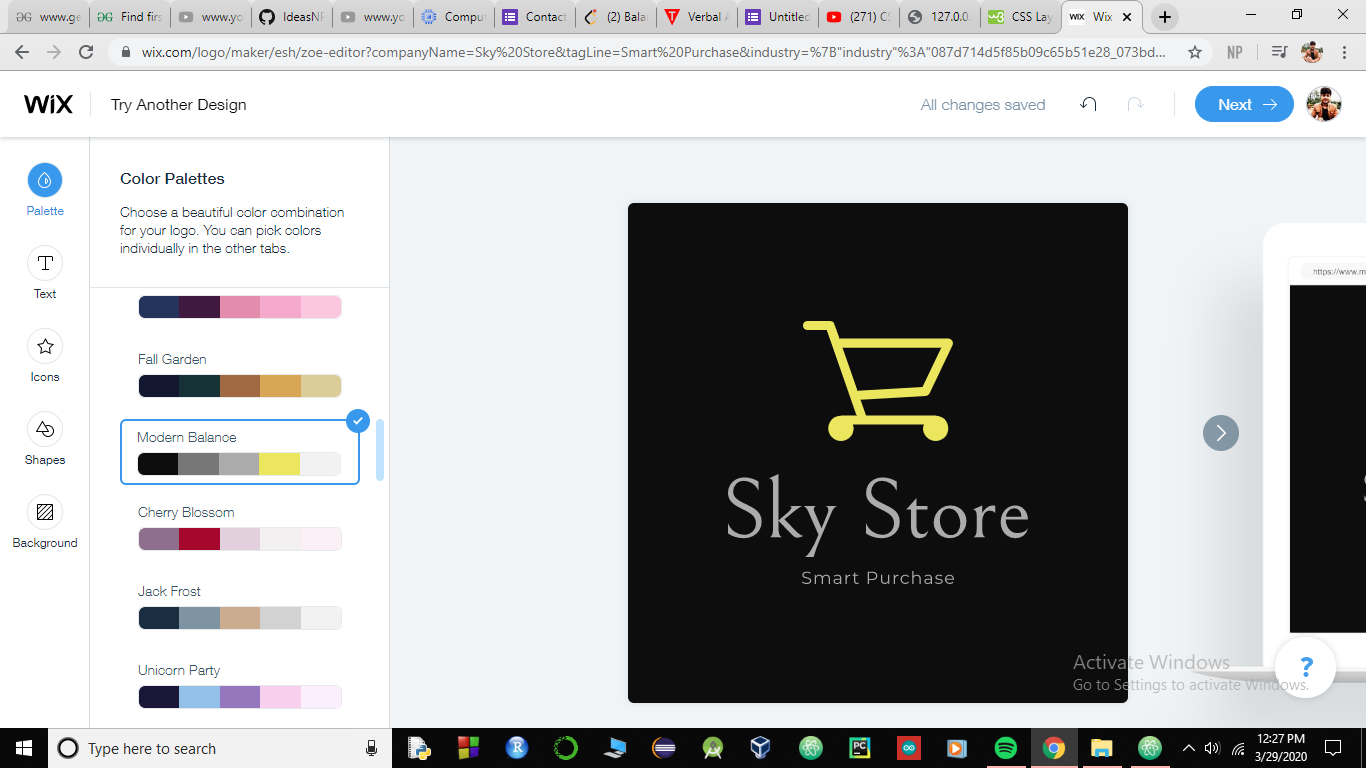 www.ge
Find firs
www.yo
IdeasNF
www.yo
Comput
Contact
(2) Balan
Verbal A
Untitled
(271) CS
127.0.0.
CSS Lay
WIX
Wix
wix.com/logo/maker/esh/zoe-editor?companyName=Sky%20Store&tagLine=Smart%20Purchase&industry=%7B"industry"%3A"087d714d5f85b09c65b51e28_073bd...
NP
WiX
Try Another Design
All changes saved
Next
Palette
Text
Icons
Shapes
Background
Color Palettes
Choose a beautiful color combination
for your logo. You can pick colors
individually in the other tabs.
Fall Garden
Modern Balance
Cherry Blossom
Jack Frost
Unicorn Party
Sky Store
Smart Purchase
https://www.m
Activate Windows
Go to Settings to activate Windows.
?
Type here to search
R
PC
12:27 PM
3/29/2020